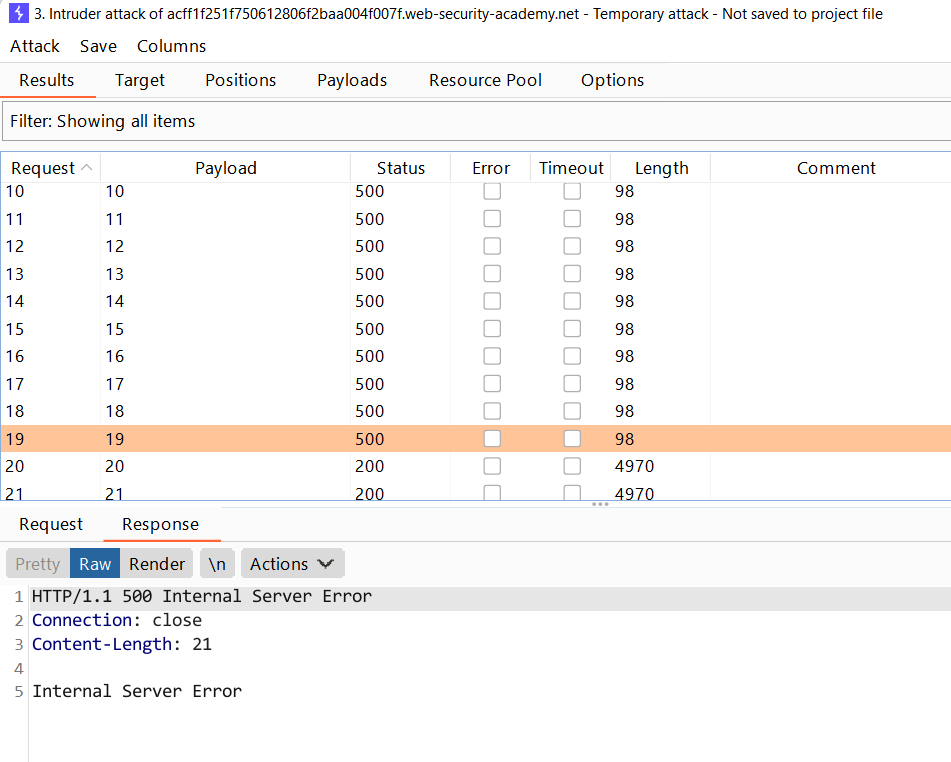 3. Intruder attack of acff1f251f750612806f2baa004f007f.web-security-academy.net - Temporary attack - Not saved to project file
Attack Save Columns
Results Target Positions Payloads Resource Pool Options
Filter: Showing all items
Request Payload Status Error Timeout Length Comment
10 10 500 98
11 11 500 98
12 12 500 98
13 13 500 98
14 14 500 98
15 15 500 98
16 16 500 98
17 17 500 98
18 18 500 98
19 19 500 98
20 20 200 4970
21 21 200 4970
Request Response
Pretty Raw Render \n Actions
1 HTTP/1.1 500 Internal Server Error
2 Connection: close
3 Content-Length: 21
4
5 Internal Server Error